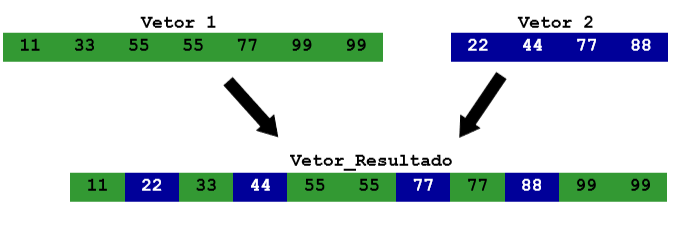 Vetor 1
11 33 55 55 77 99 99
Vetor 2
22 44 77 88
Vetor_Resultado
11 22 33 44 55 55 77 77 88 99 99